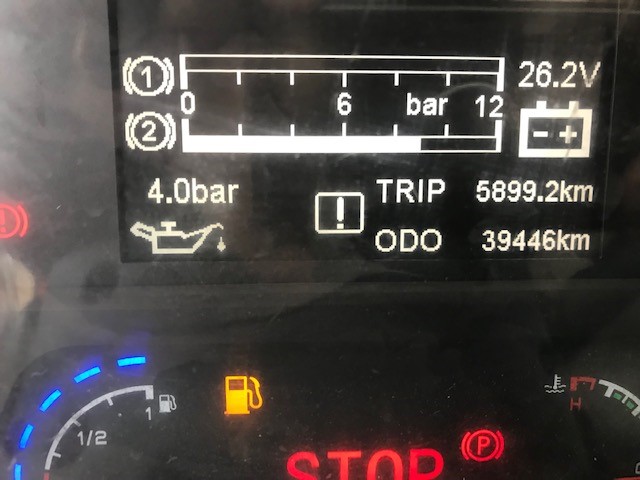 1 26.2V
0 6 bar 12
2 - +
4.0bar ! TRIP 5899.2km
! ODO 39446km
1
1/2 H
P
STOP